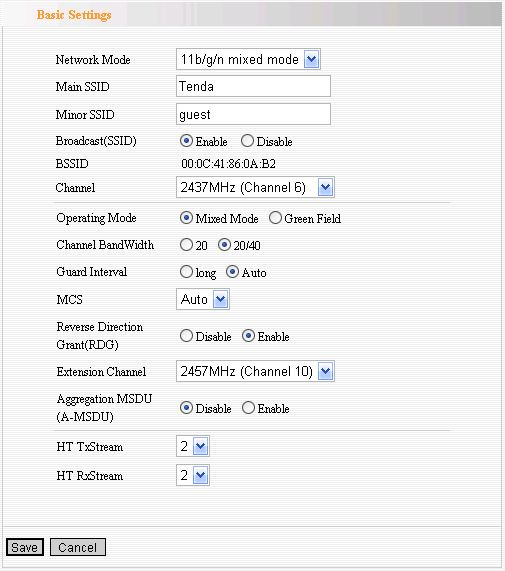 Basic Settings
Network Mode 11b/g/n mixed mode
Main SSID Tenda
Minor SSID guest
Broadcast(SSID) Enable Disable
BSSID 00:0C:41:86:0A:B2
Channel 2437MHz (Channel 6)
Operating Mode Mixed Mode Green Field
Channel BandWidth 20 20/40
Guard Interval long Auto
MCS Auto
Reverse Direction
Grant(RDG) Disable Enable
Extension Channel 2457MHz (Channel 10)
Aggregation MSDU
(A-MSDU) Disable Enable
HT TxStream 2
HT RxStream 2
Save Cancel